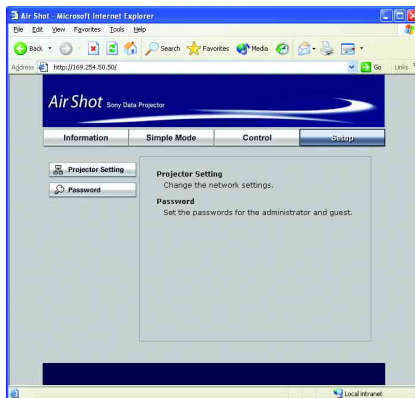 Air Shot - Microsoft Internet Explorer
File Edit View Favorites Tools Help
Back Search Favorites Media
Address http://169.254.50.50/ Go Links
Air Shot Sony Data Projector
Information Simple Mode Control Setup
Projector Setting
Password
Projector Setting
Change the network settings.
Password
Set the passwords for the administrator and guest.
Local intranet